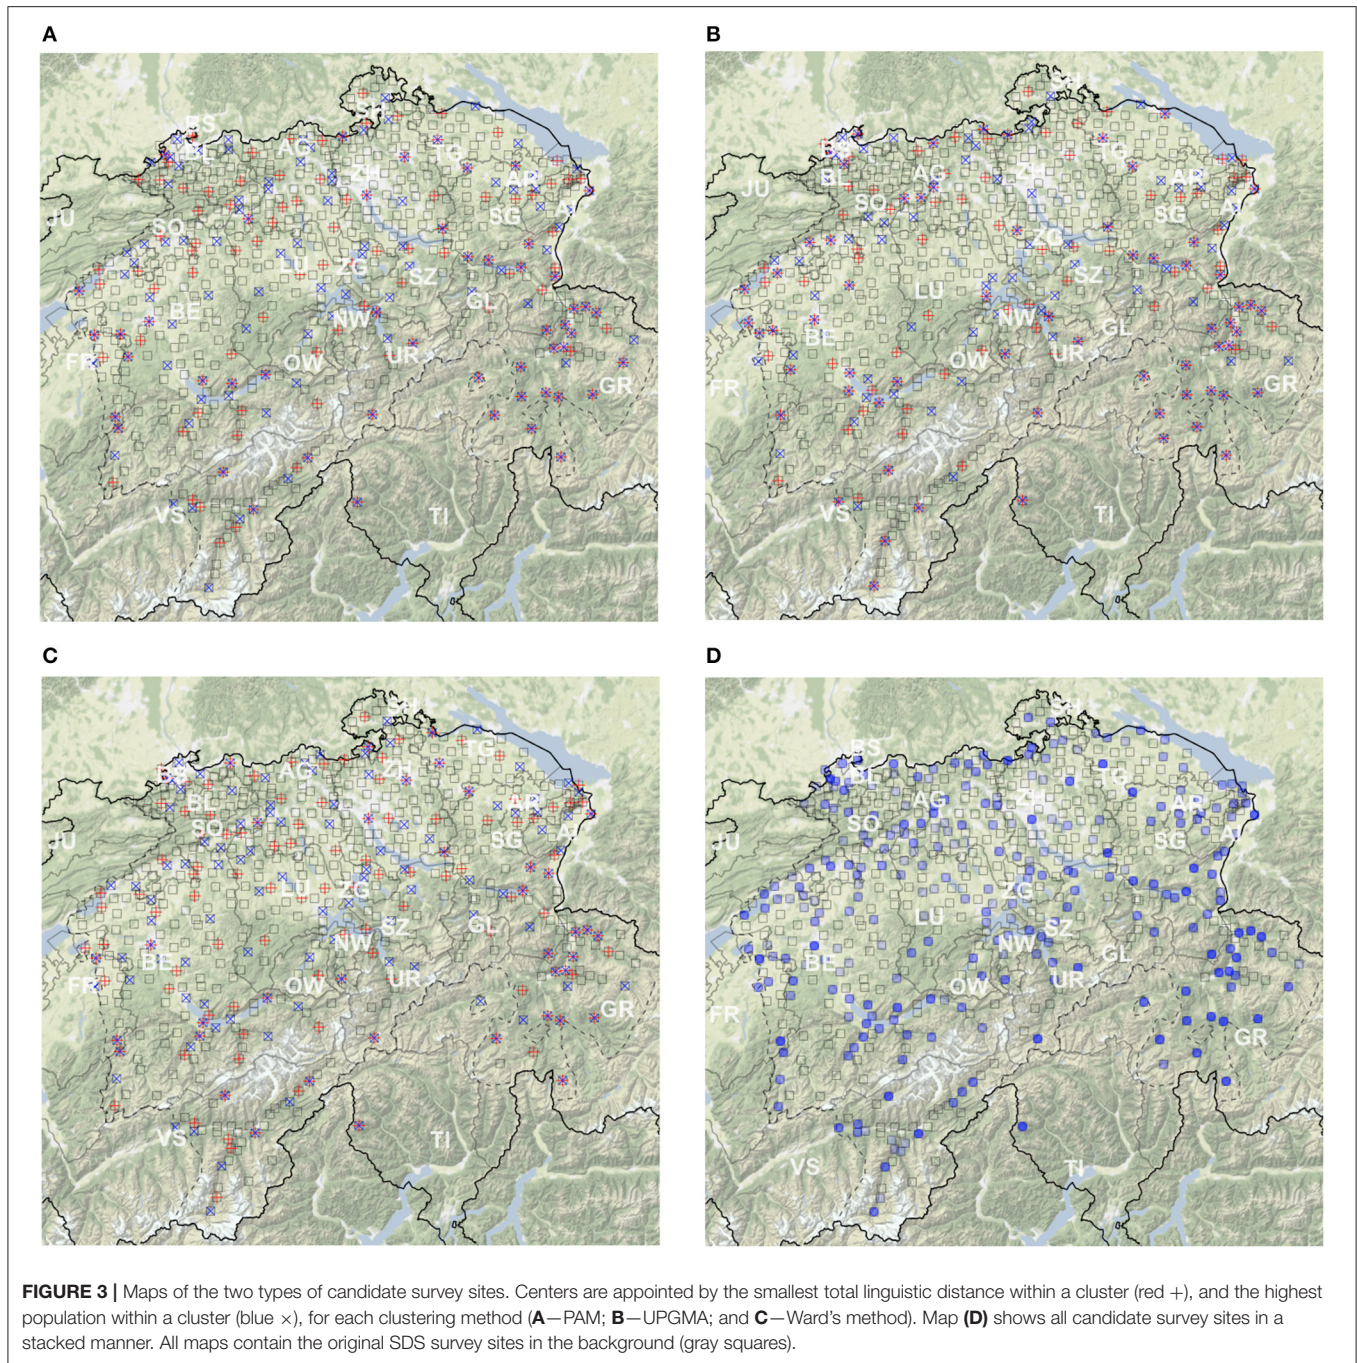 A
B
BS
BL
AG
SH
TG
ZH
AR
SG
AI
JU
SO
LU
ZG
SZ
GL
BE
NW
OW
UR
FR
GR
VS
TI
SH
BS
BL
AG
TG
ZH
AR
SG
AI
JU
SO
ZG
SZ
LU
GL
BE
NW
OW
UR
FR
GR
VS
TI
C
D
SH
BS
BL
AG
ZH
TG
AR
SG
AI
JU
SO
LU
ZG
SZ
GL
BE
NW
OW
UR
FR
GR
VS
TI
SH
BS
BL
AG
ZH
TG
AR
SG
AI
JU
SO
ZG
LU
SZ
GL
BE
NW
OW
UR
FR
GR
VS
TI
FIGURE 3 | Maps of the two types of candidate survey sites. Centers are appointed by the smallest total linguistic distance within a cluster (red +), and the highest
population within a cluster (blue ×), for each clustering method (A—PAM; B—UPGMA; and C—Ward's method). Map (D) shows all candidate survey sites in a
stacked manner. All maps contain the original SDS survey sites in the background (gray squares).